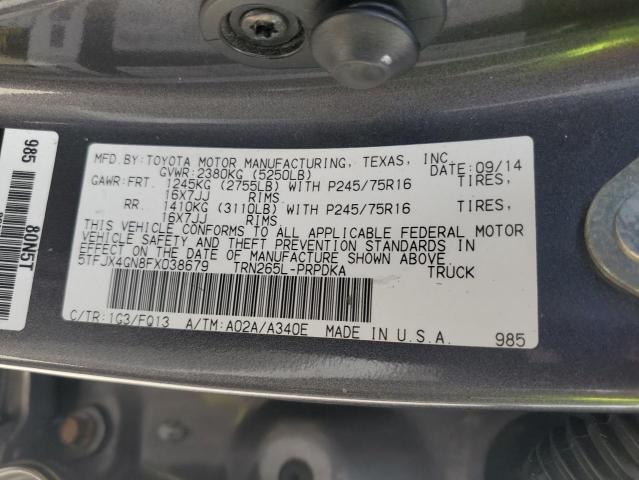 MFD.BY:TOYOTA MOTOR MANUFACTURING, TEXAS, INC.
GVWR:2380KG (5250LB) DATE:09/14
GAWR:FRT. 1245KG (2755LB) WITH P245/75R16 TIRES,
16X7JJ RIMS
RR. 1410KG (3110LB) WITH P245/75R16 TIRES,
16X7JJ RIMS
THIS VEHICLE CONFORMS TO ALL APPLICABLE FEDERAL MOTOR
VEHICLE SAFETY AND THEFT PREVENTION STANDARDS IN
EFFECT ON THE DATE OF MANUFACTURE SHOWN ABOVE.
5TFJX4GN8FX038679 TRN265L-PRPDKA TRUCK
C/TR:1G3/FQ13 A/TM:A02A/A340E MADE IN U.S.A. 985
985
80N5T